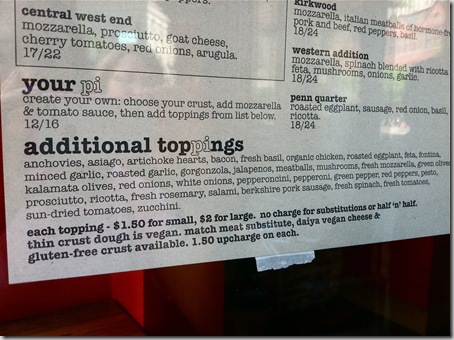 central west end
mozzarella, prosciutto, goat cheese,
cherry tomatoes, red onions, arugula.
17/22
your pi
create your own: choose your crust, add mozzarella
& tomato sauce, then add toppings from list below.
12/16
kirkwood
mozzarella, italian meatballs of hormone-fr
pork and beef, red peppers, basil.
18/24
western addition
mozzarella, spinach blended with ricotta
feta, mushrooms, onions, garlic.
18/24
penn quarter
roasted eggplant, sausage, red onion, basil,
ricotta.
18/24
additional toppings
anchovies, asiago, artichoke hearts, bacon, fresh basil, organic chicken, roasted eggplant, feta, fontina,
minced garlic, roasted garlic, gorgonzola, jalapenos, meatballs, mushrooms, fresh mozzarella, green olives
kalamata olives, red onions, white onions, pepperoncini, pepperoni, green pepper, red peppers, pesto,
prosciutto, ricotta, fresh rosemary, salami, berkshire pork sausage, fresh spinach, fresh tomatoes,
sun-dried tomatoes, zucchini.
each topping - $1.50 for small, $2 for large. no charge for substitutions or half 'n' half.
thin crust dough is vegan. match meat substitute, daiya vegan cheese &
gluten-free crust available. 1.50 upcharge on each.